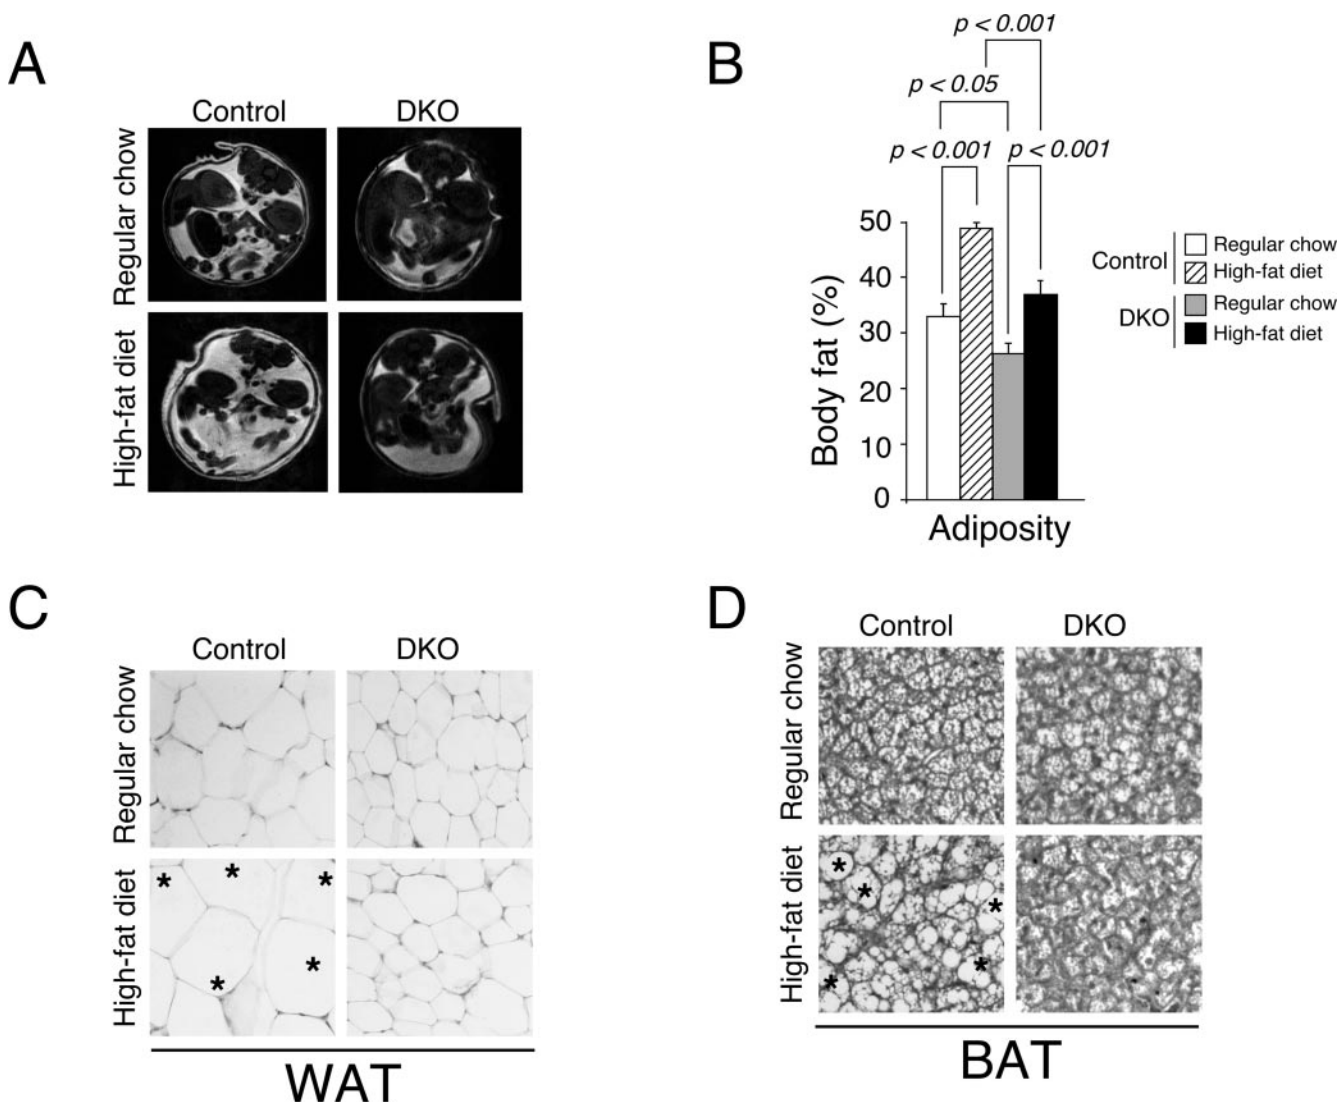 A
Control DKO
Regular chow
High-fat diet
B
p < 0.001
p < 0.05
p < 0.001 p < 0.001
50
40
30
20
10
0
Body fat (%)
Adiposity
Control
Regular chow
High-fat diet
DKO
Regular chow
High-fat diet
C
Control DKO
Regular chow
High-fat diet
* * *
* *
WAT
D
Control DKO
Regular chow
High-fat diet
*
*
*
*
*
BAT